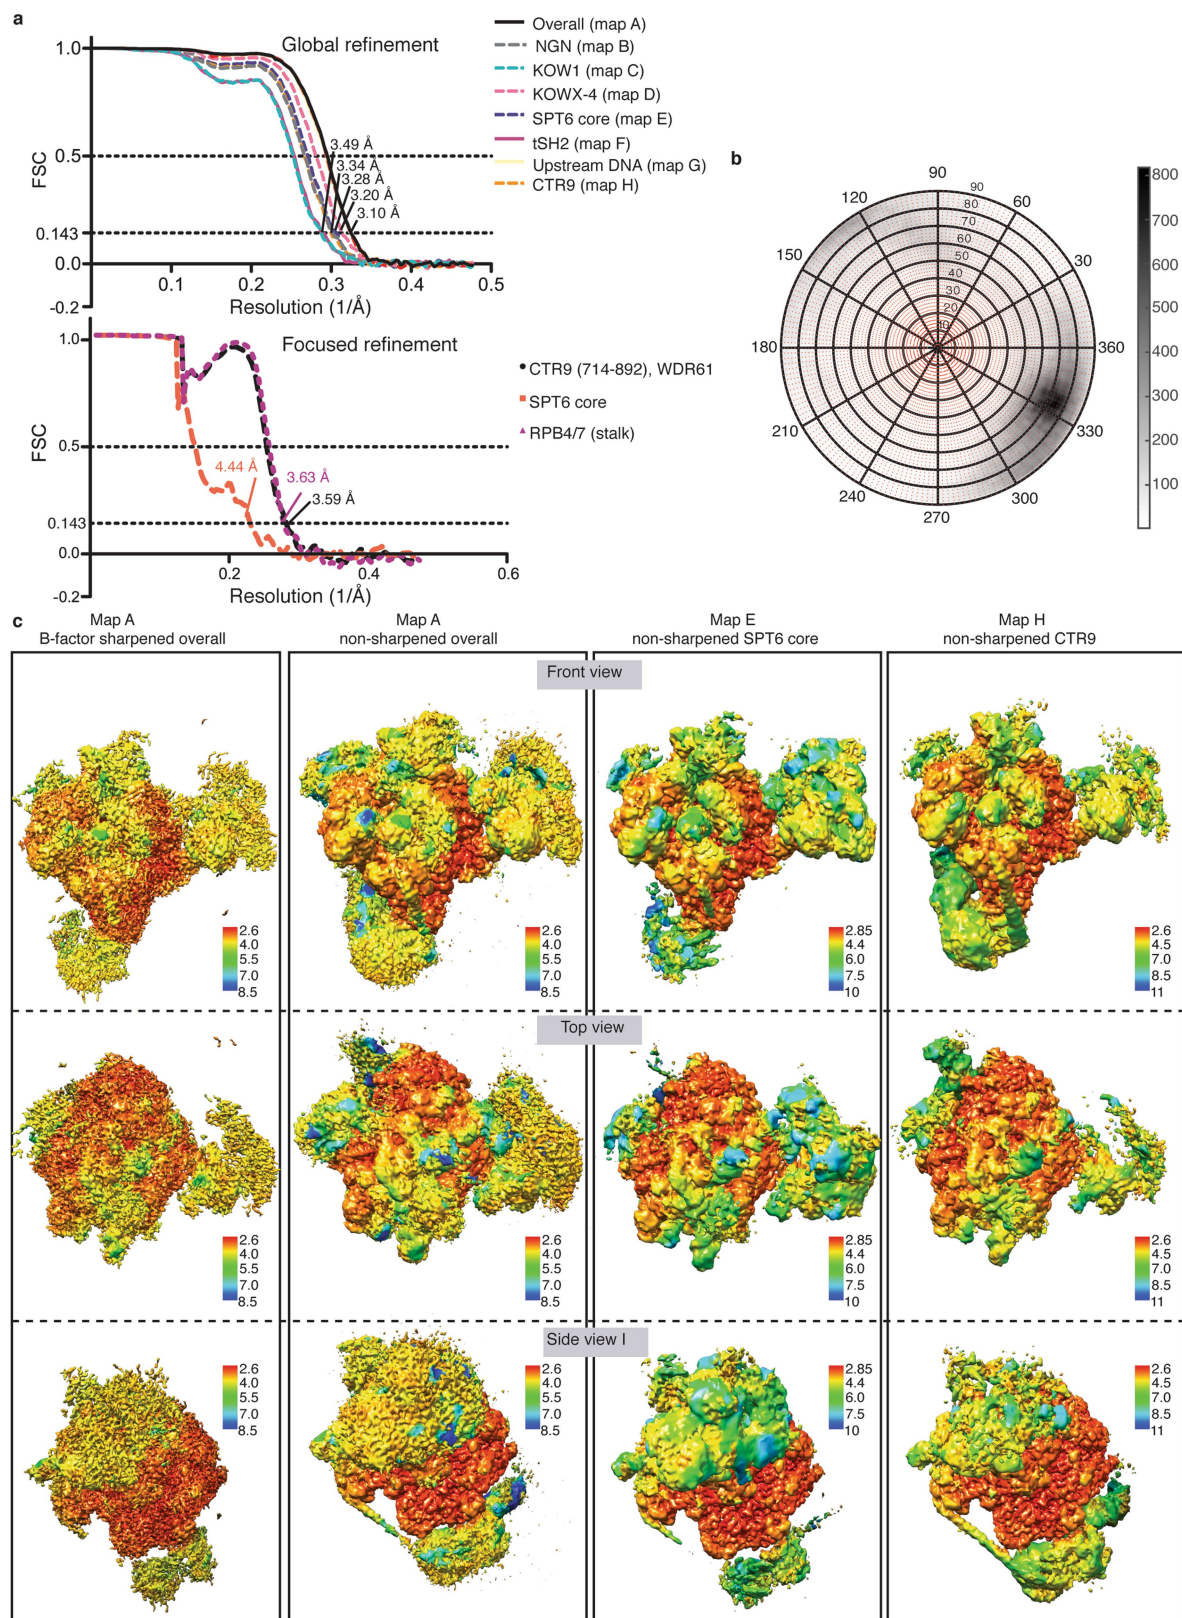 a
Global refinement
Overall (map A)
NGN (map B)
KOW1 (map C)
KOWX-4 (map D)
SPT6 core (map E)
tSH2 (map F)
Upstream DNA (map G)
CTR9 (map H)
FSC
1.0
0.5
0.143
0.0
-0.2
3.49 Å
3.34 Å
3.28 Å
3.20 Å
3.10 Å
0.1
0.2
0.3
0.4
0.5
Resolution (1/Å)
Focused refinement
CTR9 (714-892), WDR61
SPT6 core
RPB4/7 (stalk)
FSC
1.0
0.5
0.143
0.0
-0.2
4.44 Å
3.63 Å
3.59 Å
0.2
0.4
0.6
Resolution (1/Å)
b
90
60
30
360
330
300
270
240
210
180
150
120
90
80
70
60
50
40
30
20
10
800
700
600
500
400
300
200
100
c
Map A
B-factor sharpened overall
Map A
non-sharpened overall
Map E
non-sharpened SPT6 core
Map H
non-sharpened CTR9
Front view
2.6
4.0
5.5
7.0
8.5
2.6
4.0
5.5
7.0
8.5
2.85
4.4
6.0
7.5
10
2.6
4.5
7.0
8.5
11
Top view
2.6
4.0
5.5
7.0
8.5
2.6
4.0
5.5
7.0
8.5
2.85
4.4
6.0
7.5
10
2.6
4.5
7.0
8.5
11
Side view I
2.6
4.0
5.5
7.0
8.5
2.6
4.0
5.5
7.0
8.5
2.85
4.4
6.0
7.5
10
2.6
4.5
7.0
8.5
11